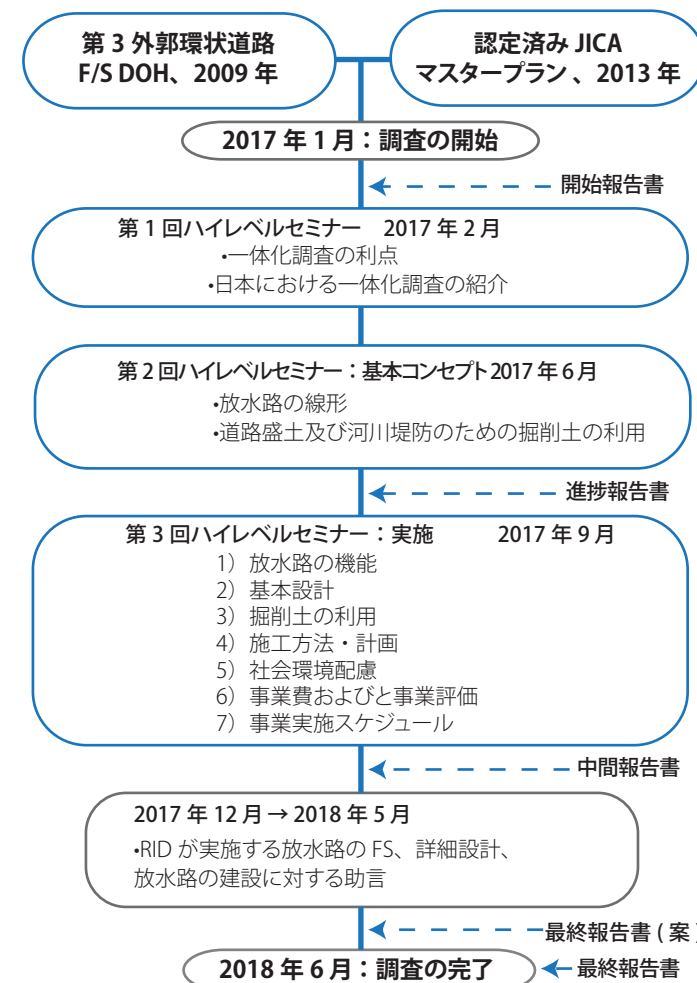 第 3 外郭環状道路
F/S DOH、2009 年
認定済み JICA
マスタープラン 、2013 年
2017 年 1 月：調査の開始
開始報告書
第 1 回ハイレベルセミナー 2017 年 2 月
・一体化調査の利点
・日本における一体化調査の紹介
第 2 回ハイレベルセミナー：基本コンセプト 2017 年 6 月
・放水路の線形
・道路盛土及び河川堤防のための掘削土の利用
進捗報告書
第 3 回ハイレベルセミナー：実施 2017 年 9 月
1） 放水路の機能
2） 基本設計
3） 掘削土の利用
4） 施工方法・計画
5） 社会環境配慮
6） 事業費およびと事業評価
7） 事業実施スケジュール
中間報告書
2017 年 12 月 → 2018 年 5 月
・RID が実施する放水路の FS、詳細設計、
放水路の建設に対する助言
最終報告書 ( 案 )
2018 年 6 月：調査の完了
最終報告書